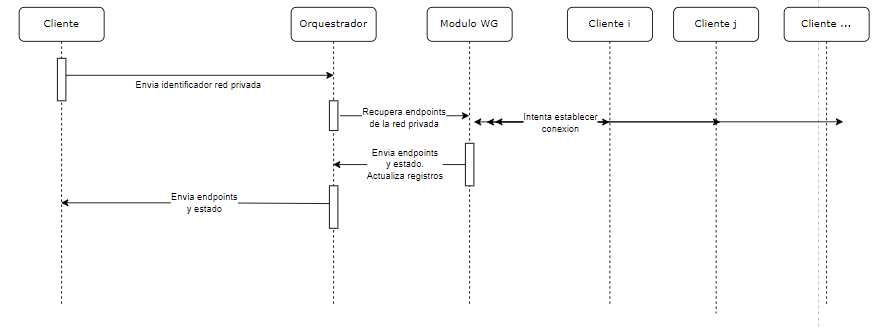 Cliente
Orquestrador
Modulo WG
Cliente i
Cliente j
Cliente ...
Envia identificador red privada
Recupera endpoints
de la red privada
Intenta establecer
conexion
Envia endpoints
y estado.
Actualiza registros
Envia endpoints
y estado